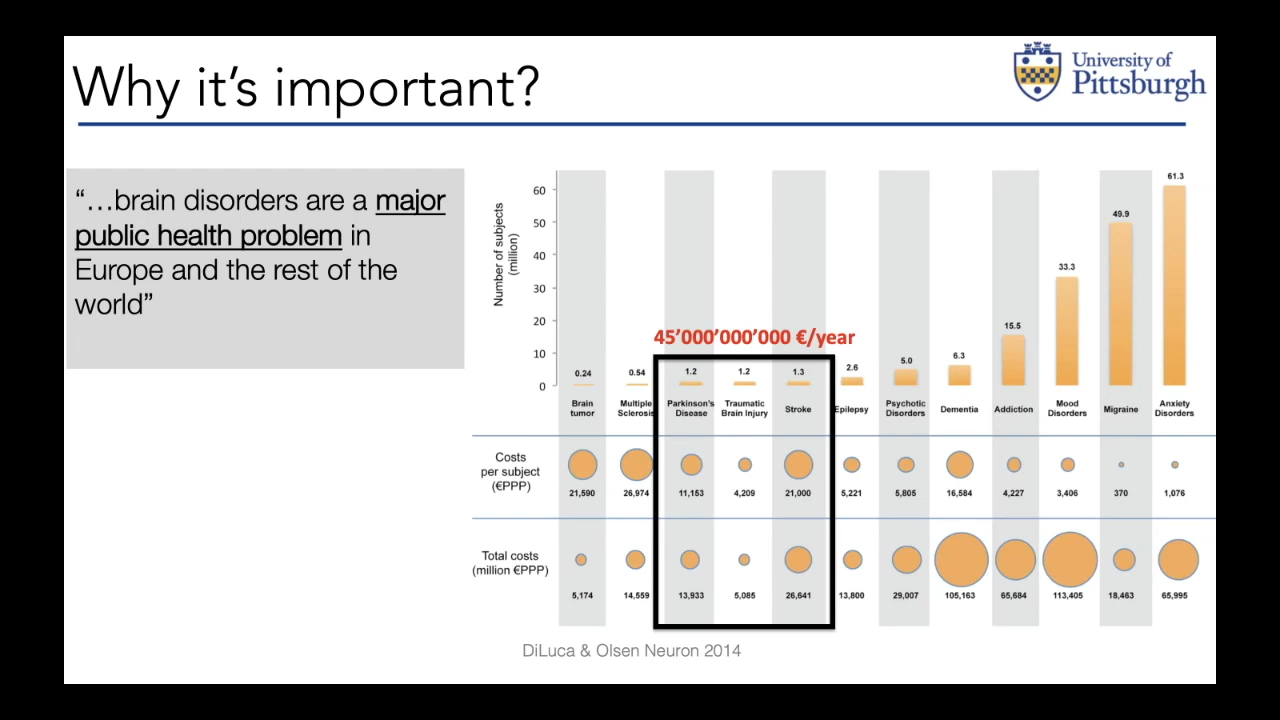 Why it's important?
University of
Pittsburgh
“…brain disorders are a major
public health problem in
Europe and the rest of the
world”
Number of subjects
(million)
60
50
40
30
20
10
0
45’000’000’000 €/year
0.24
0.54
1.2
1.2
1.3
2.6
5.0
6.3
15.5
33.3
49.9
61.3
Brain
tumor
Multiple
Sclerosis
Parkinson's
Disease
Traumatic
Brain Injury
Stroke
Epilepsy
Psychotic
Disorders
Dementia
Addiction
Mood
Disorders
Migraine
Anxiety
Disorders
Costs
per subject
(€PPP)
21,590
26,974
11,153
4,209
21,000
5,221
5,805
16,584
4,227
3,406
370
1,076
Total costs
(million €PPP)
5,174
14,559
13,933
5,085
26,641
13,800
29,007
105,163
65,684
113,405
18,463
65,995
DiLuca & Olsen Neuron 2014